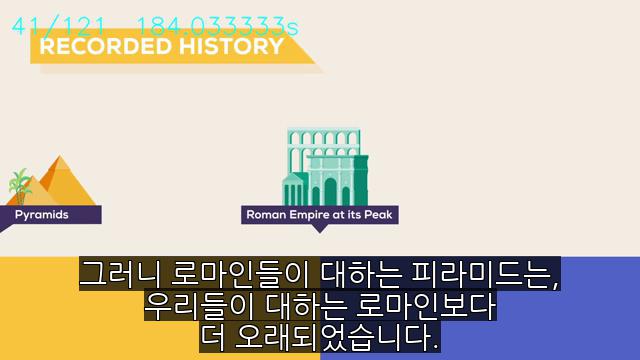 41/121 184.033333s
RECORDED HISTORY
Pyramids
Roman Empire at its Peak
그러니 로마인들이 대하는 피라미드는,
우리들이 대하는 로마인보다
더 오래되었습니다.